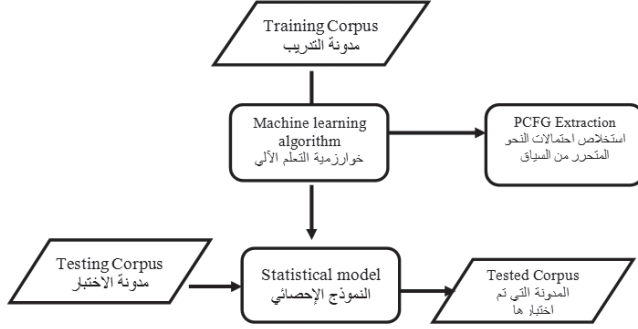 Training Corpus
مدونة التدريب
Machine learning
algorithm
خوارزمية التعلم الآلي
PCFG Extraction
استخلاص احتمالات النحو
المتحرر من السياق
Testing Corpus
مدونة الاختبار
Statistical model
النموذج الإحصائي
Tested Corpus
المدونة التي تم
اختبارها